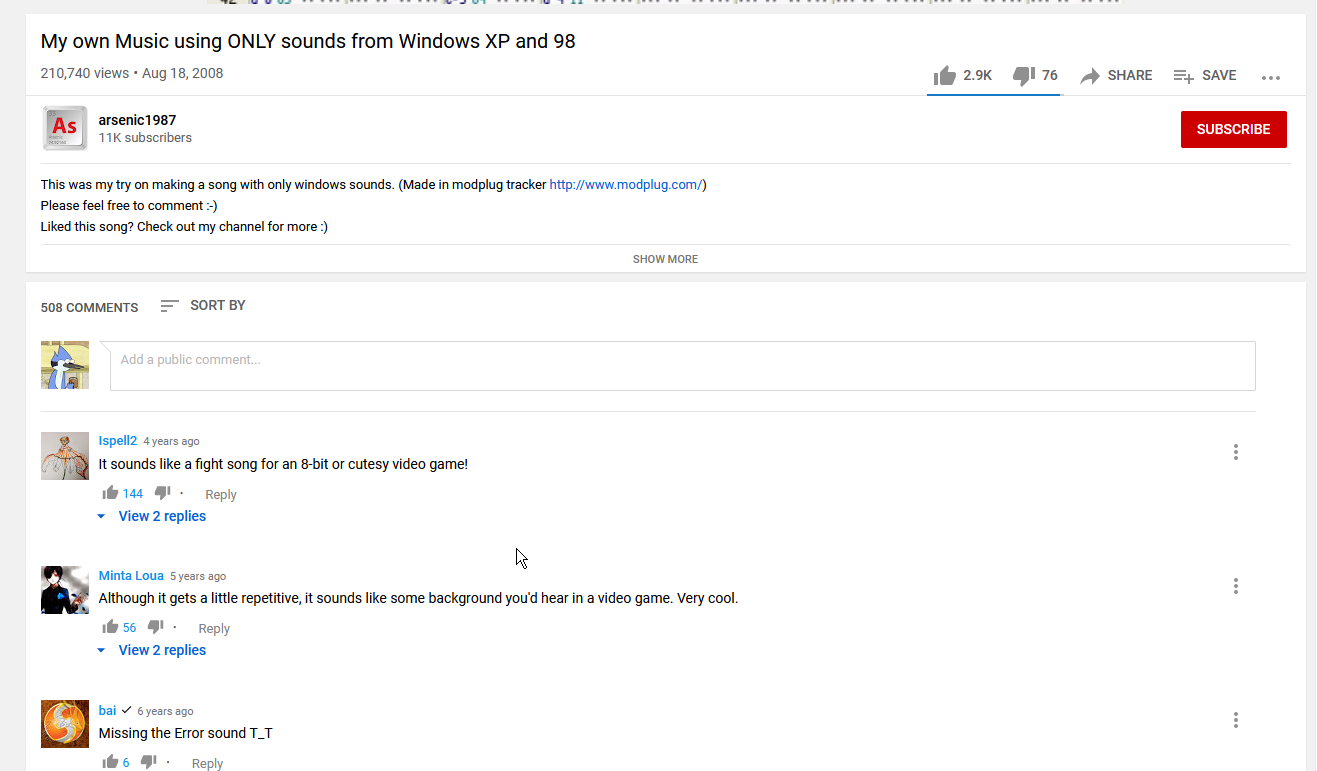 My own Music using ONLY sounds from Windows XP and 98
210,740 views • Aug 18, 2008
2.9K
76
SHARE
SAVE
As
arsenic1987
11K subscribers
SUBSCRIBE
This was my try on making a song with only windows sounds. (Made in modplug tracker http://www.modplug.com/)
Please feel free to comment :-)
Liked this song? Check out my channel for more :)
SHOW MORE
508 COMMENTS
SORT BY
Add a public comment...
Ispell2 4 years ago
It sounds like a fight song for an 8-bit or cutesy video game!
144
Reply
View 2 replies
Minta Loua 5 years ago
Although it gets a little repetitive, it sounds like some background you'd hear in a video game. Very cool.
56
Reply
View 2 replies
bai 6 years ago
Missing the Error sound T_T
6
Reply